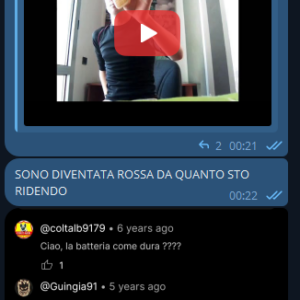 2 00:21
SONO DIVENTATA ROSSA DA QUANTO STO
RIDENDO
00:22
@coltalb9179 • 6 years ago
Ciao, la batteria come dura ????
1
@Guingia91 • 5 years ago